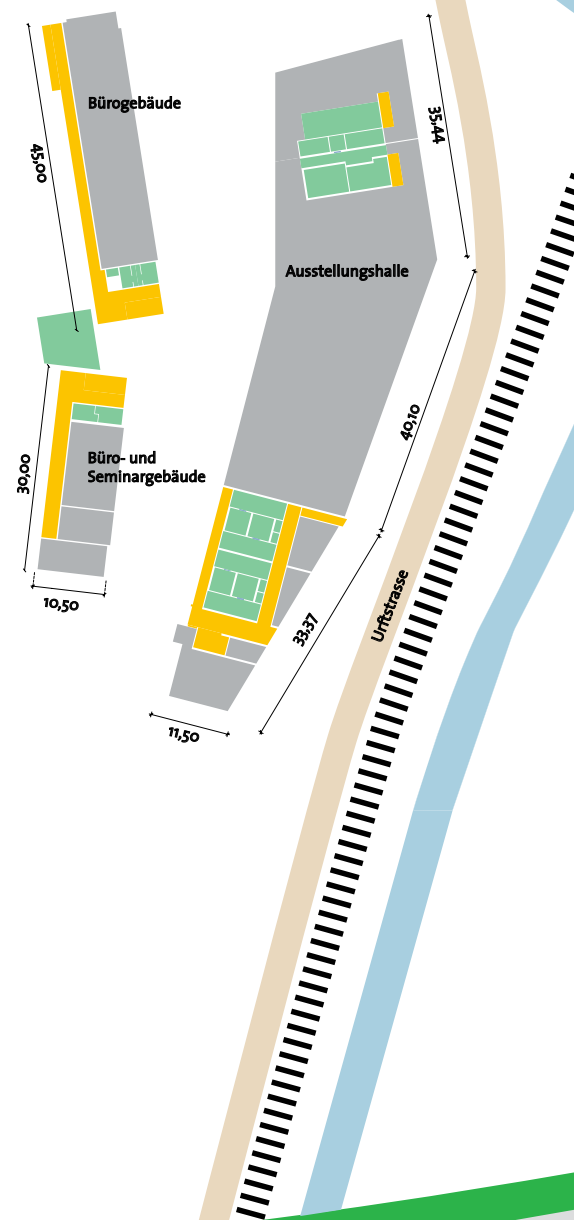 Bürogebäude
35,44
45,00
Ausstellungshalle
40,10
Büro- und
Seminargebäude
30,00
10,50
33,37
Urftstrasse
11,50